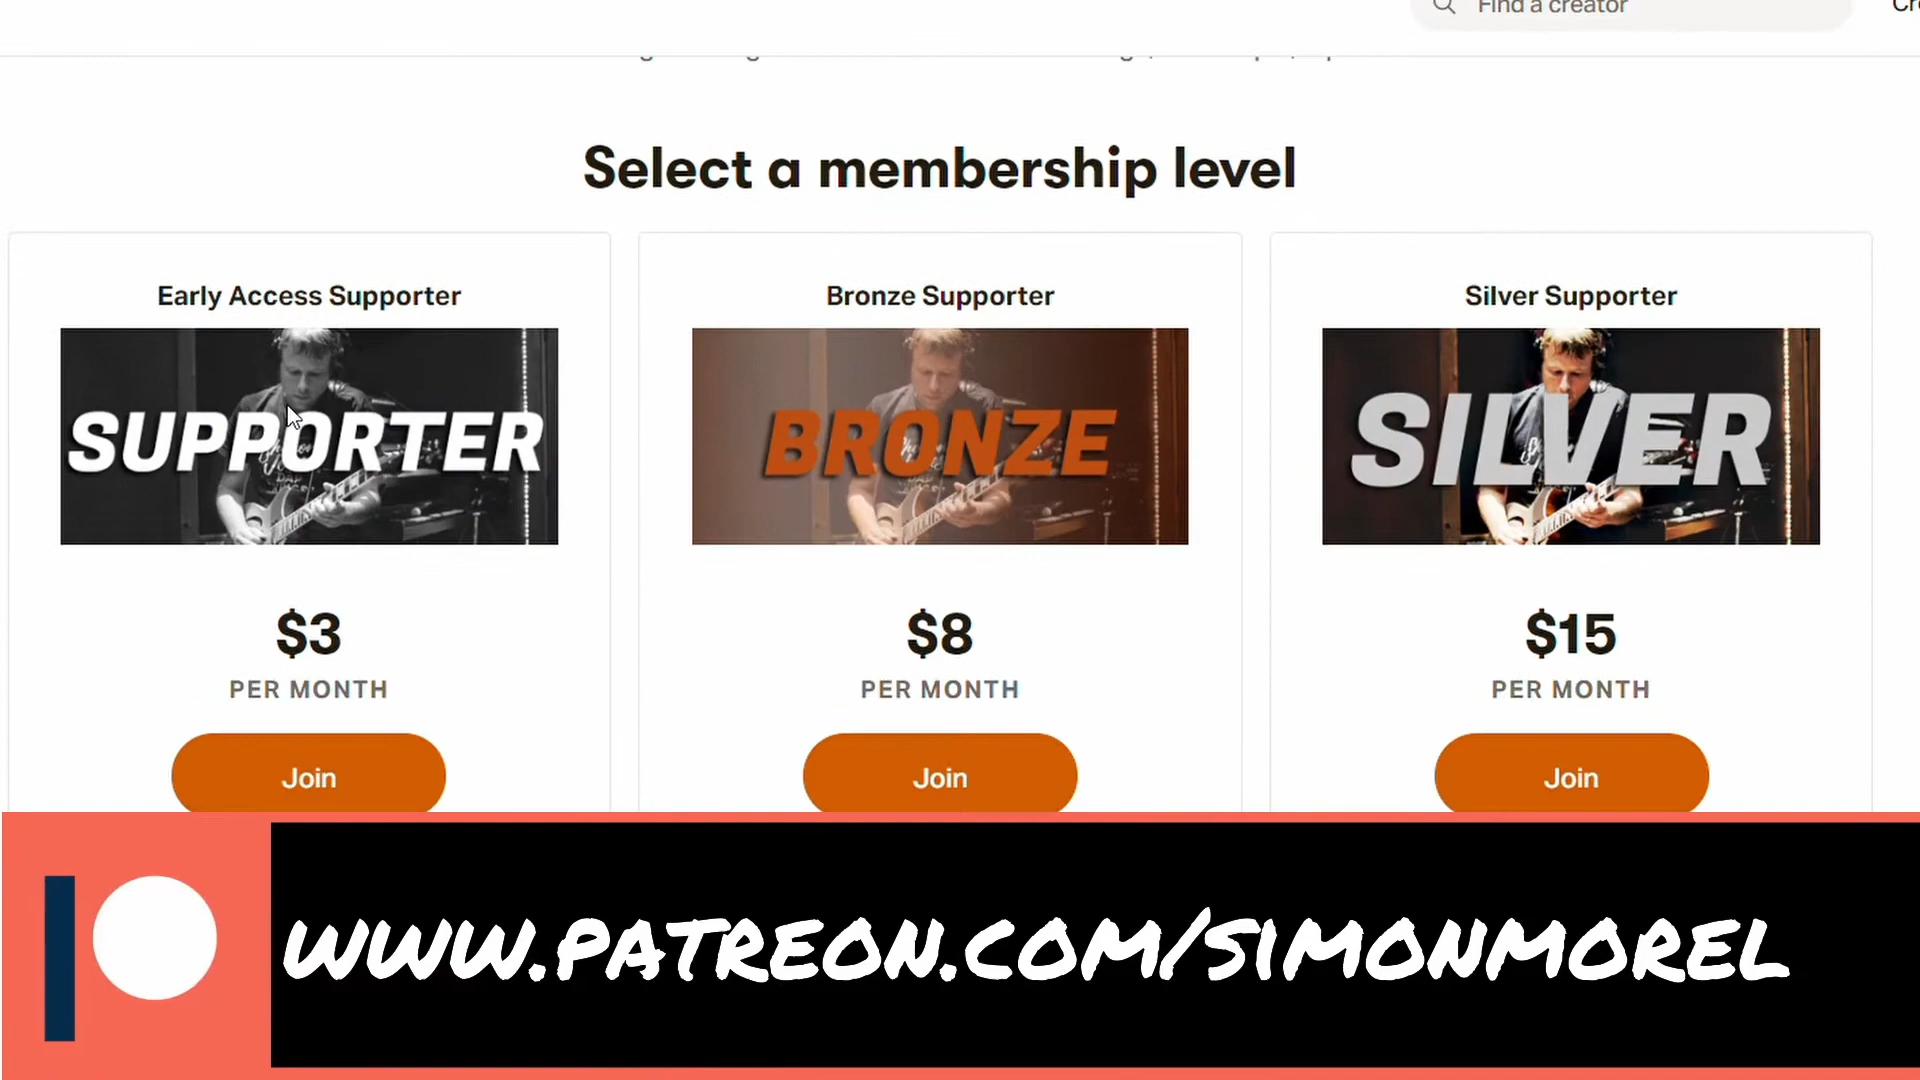 Find a creator
Select a membership level
Early Access Supporter
SUPPORTER
$3
PER MONTH
Join
Bronze Supporter
BRONZE
$8
PER MONTH
Join
Silver Supporter
SILVER
$15
PER MONTH
Join
WWW.PATREON.COM/SIMONMOREL